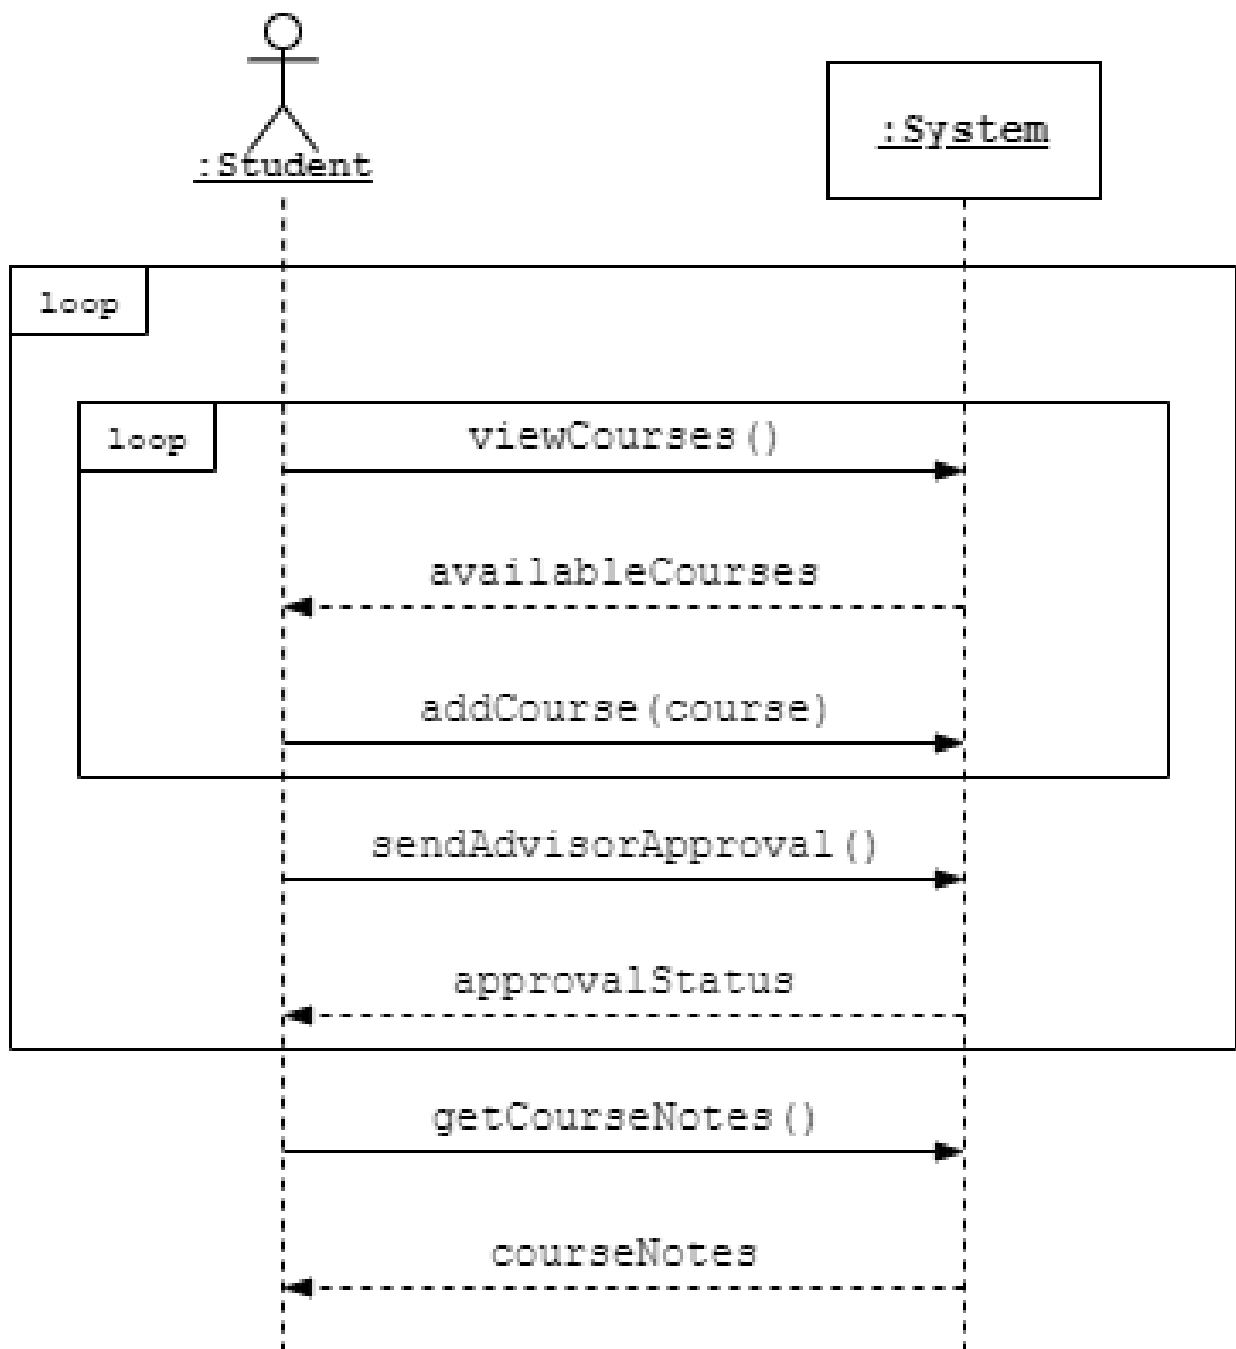 :Student
:System
loop
loop
viewCourses()
availableCourses
addCourse(course)
sendAdvisorApproval()
approvalStatus
getCourseNotes()
courseNotes